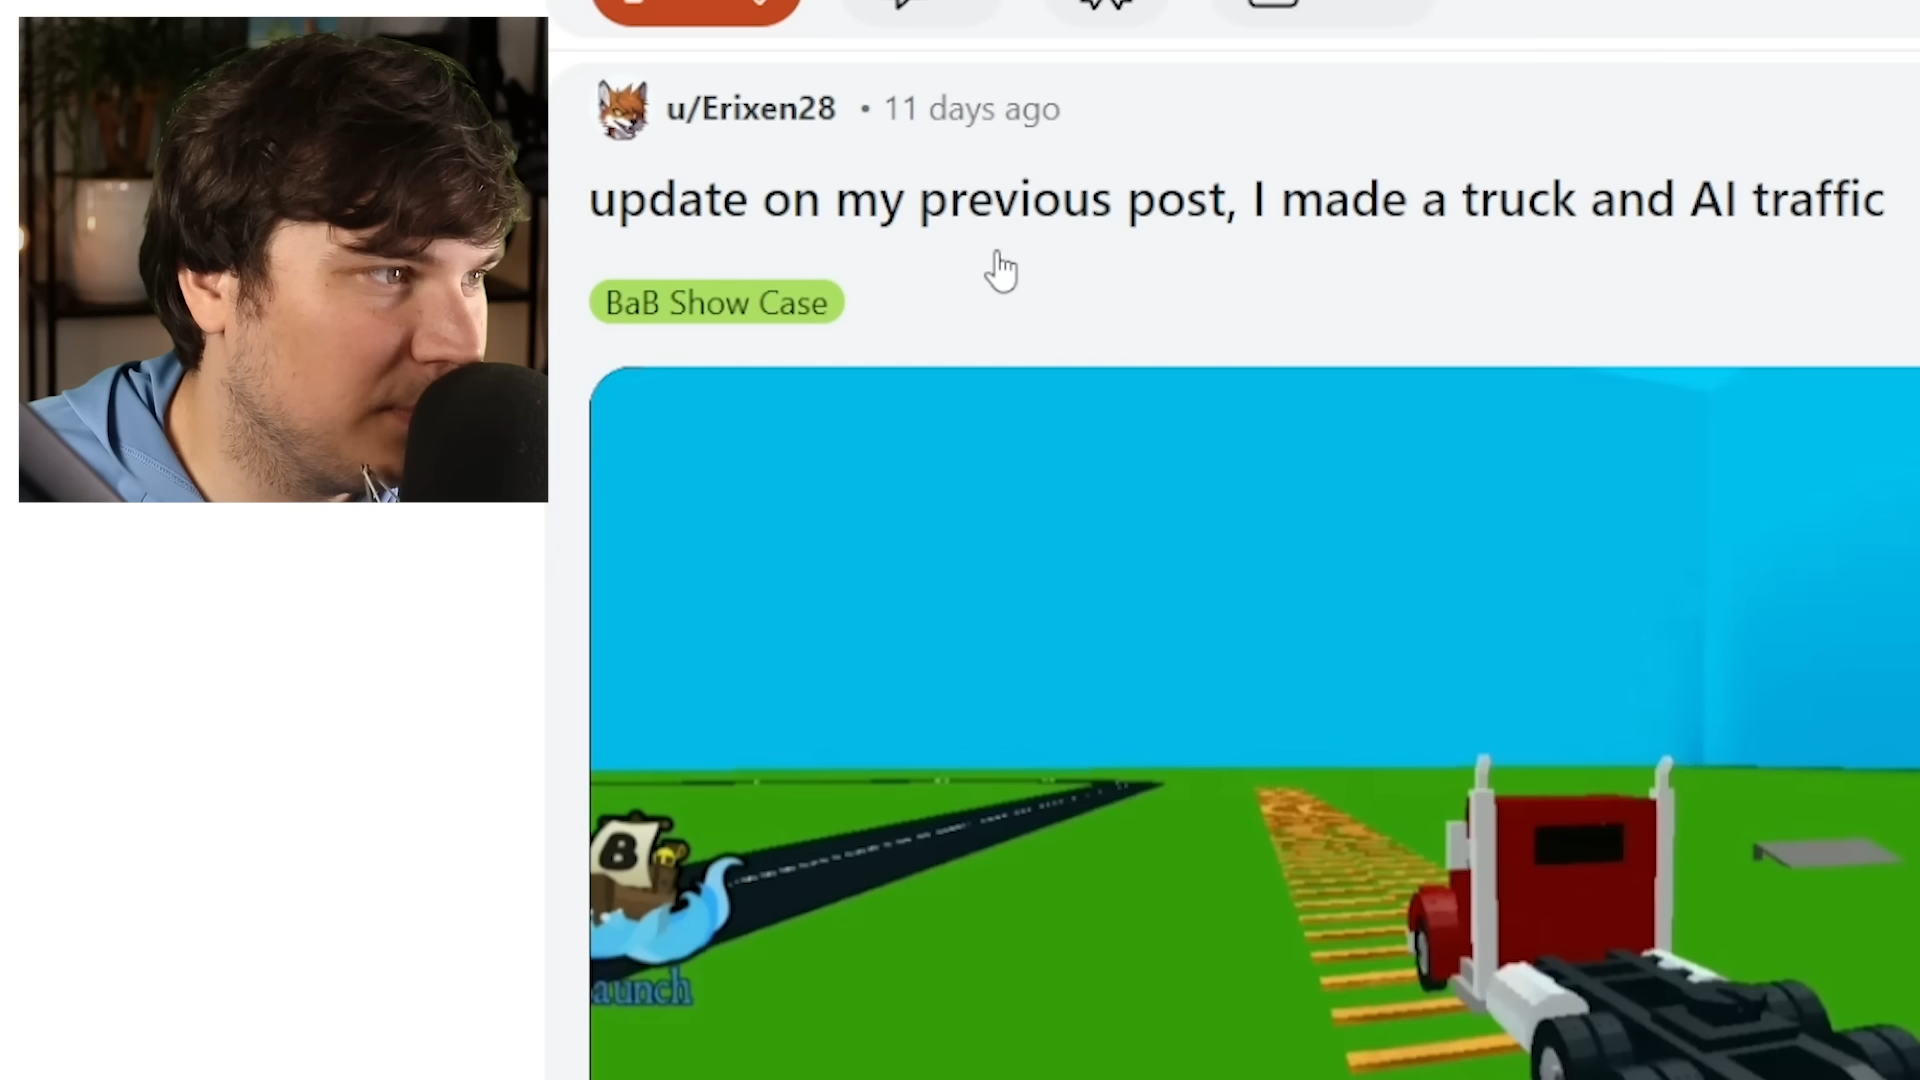 u/Erixen28 • 11 days ago
update on my previous post, I made a truck and AI traffic
BaB Show Case
B
aunch